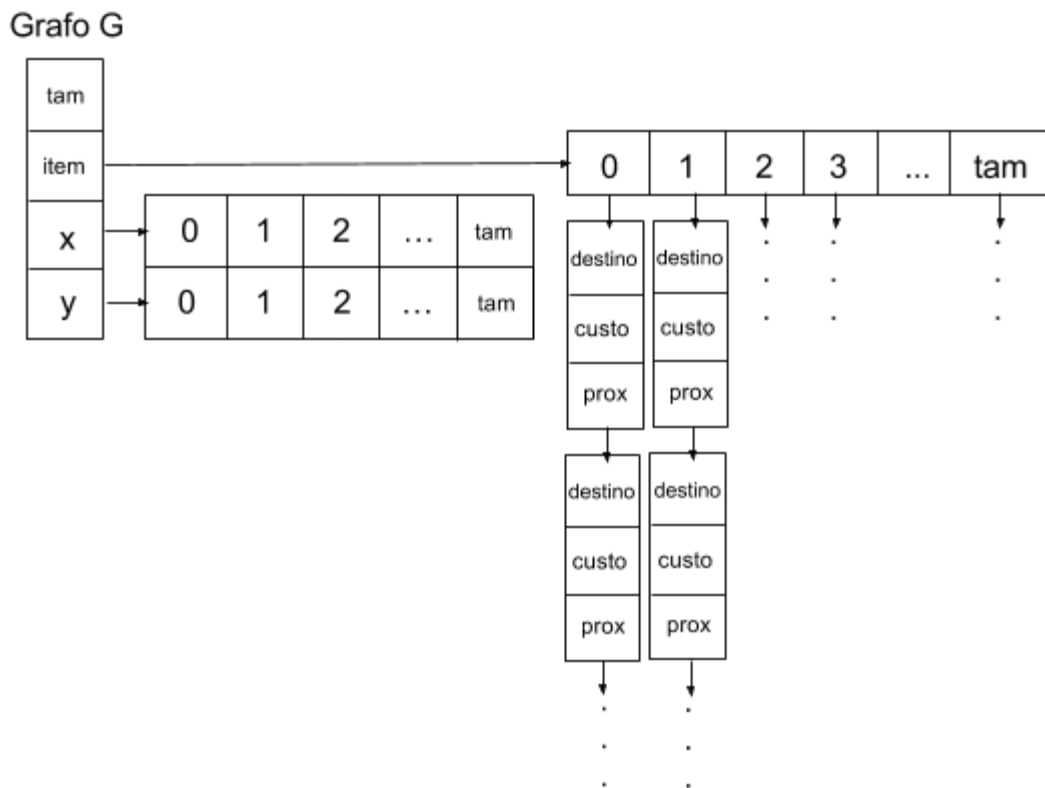 Grafo G
tam
item
0 1 2 3 ... tam
x
0 1 2 ... tam
y
0 1 2 ... tam
destino destino
custo custo
prox prox
destino destino
custo custo
prox prox